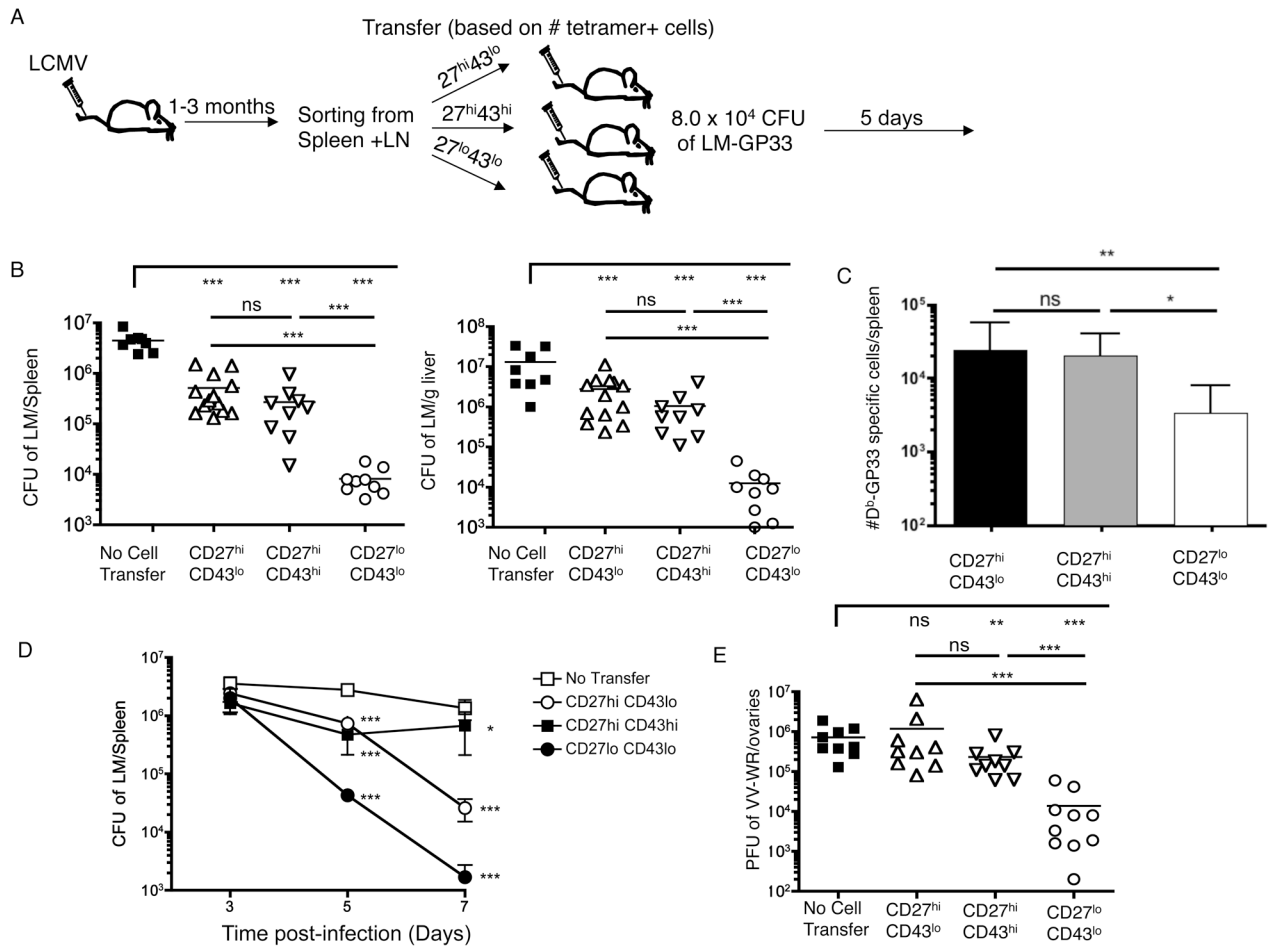 A
Transfer (based on # tetramer+ cells)
LCMV
1-3 months
Sorting from
Spleen +LN
27hi43lo
27hi43hi
27lo43lo
8.0 x 10⁴ CFU
of LM-GP33
5 days
B
*** *** ***
ns ***
***
CFU of LM/Spleen
10⁷
10⁶
10⁵
10⁴
10³
No Cell Transfer
CD27hi CD43lo
CD27hi CD43hi
CD27lo CD43lo
*** *** ***
ns ***
***
CFU of LM/g liver
10⁸
10⁷
10⁶
10⁵
10⁴
10³
No Cell Transfer
CD27hi CD43lo
CD27hi CD43hi
CD27lo CD43lo
C
**
ns *
#Dᵇ-GP33 specific cells/spleen
10⁵
10⁴
10³
10²
CD27hi CD43lo
CD27hi CD43hi
CD27lo CD43lo
D
CFU of LM/Spleen
10⁷
10⁶
10⁵
10⁴
10³
***
***
***
*
***
***
3 5 7
Time post-infection (Days)
No Transfer
CD27hi CD43lo
CD27hi CD43hi
CD27lo CD43lo
E
ns ** ***
ns ***
***
PFU of VV-WR/ovaries
10⁷
10⁶
10⁵
10⁴
10³
10²
No Cell Transfer
CD27hi CD43lo
CD27hi CD43hi
CD27lo CD43lo